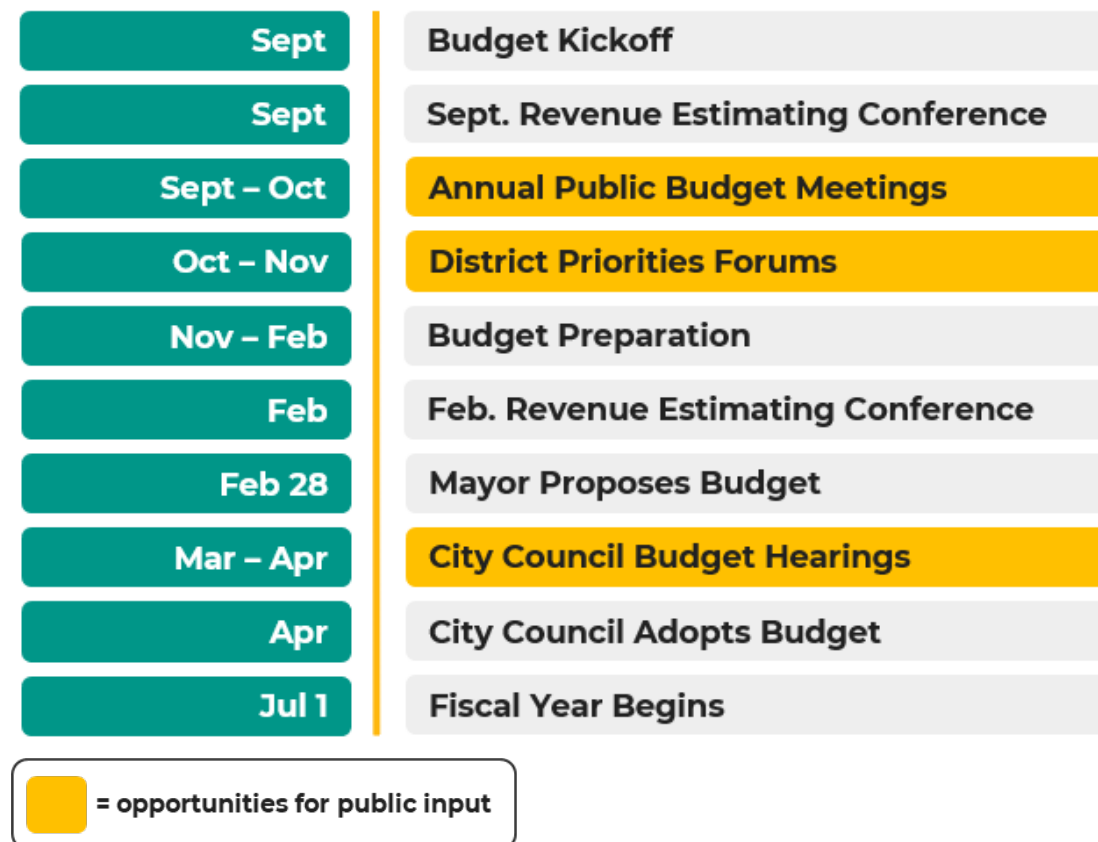 Sept Budget Kickoff
Sept Sept. Revenue Estimating Conference
Sept – Oct Annual Public Budget Meetings
Oct – Nov District Priorities Forums
Nov – Feb Budget Preparation
Feb Feb. Revenue Estimating Conference
Feb 28 Mayor Proposes Budget
Mar – Apr City Council Budget Hearings
Apr City Council Adopts Budget
Jul 1 Fiscal Year Begins
= opportunities for public input